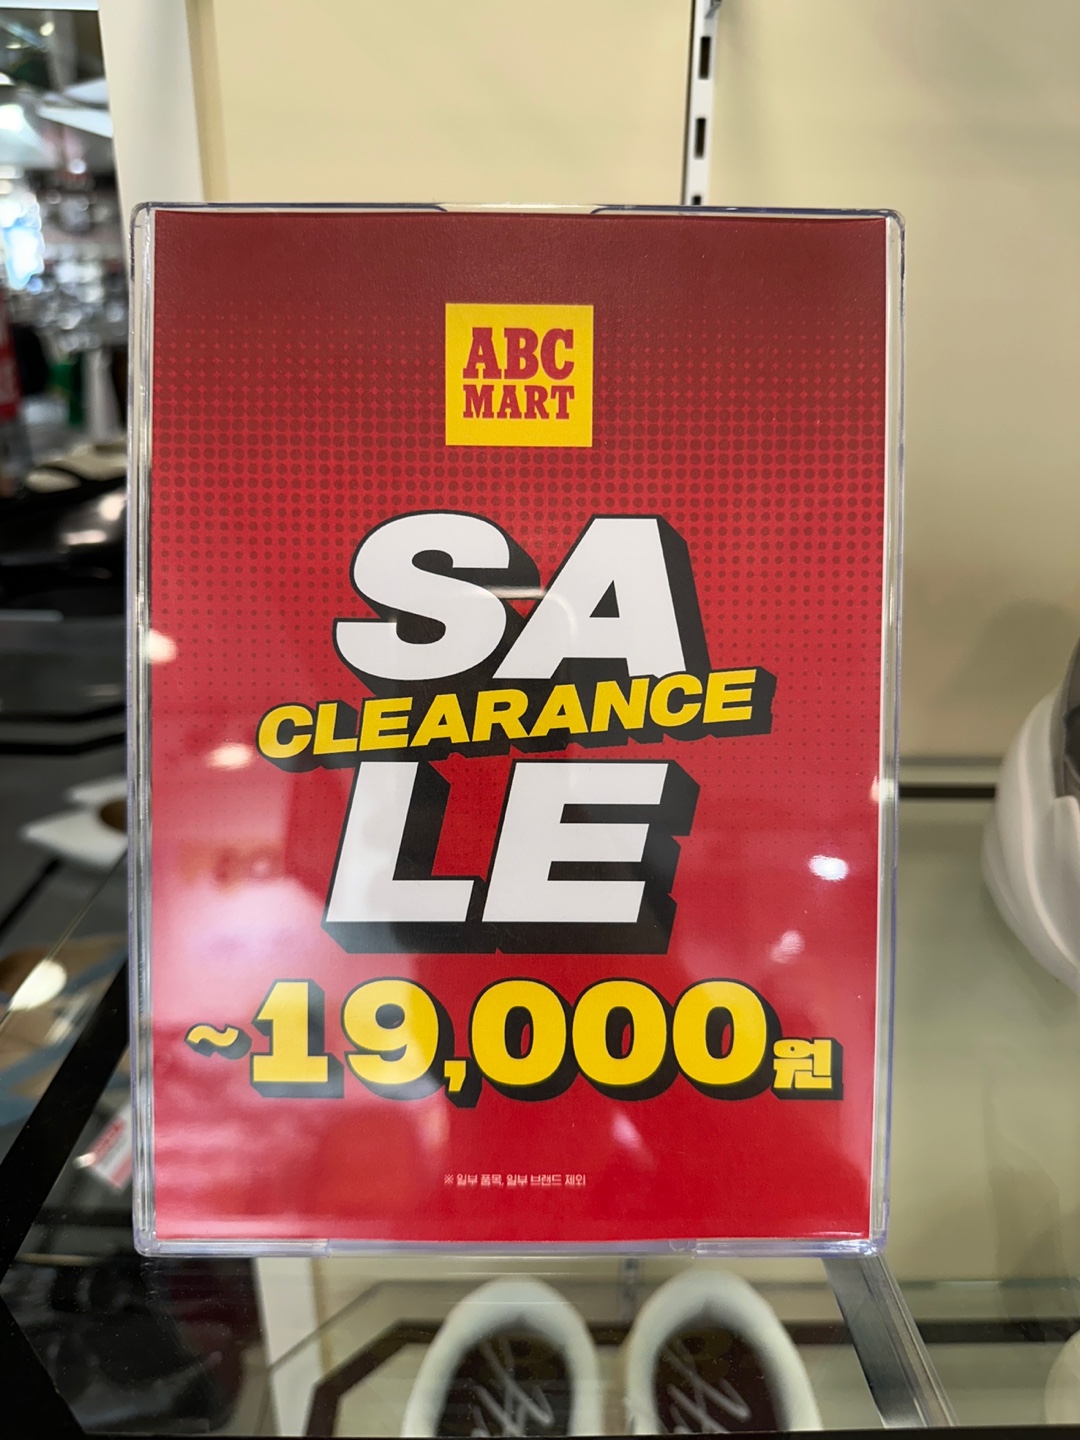 ABC
MART
SA
CLEARANCE
LE
~19,000원
※ 일부 품목, 일부 브랜드 제외